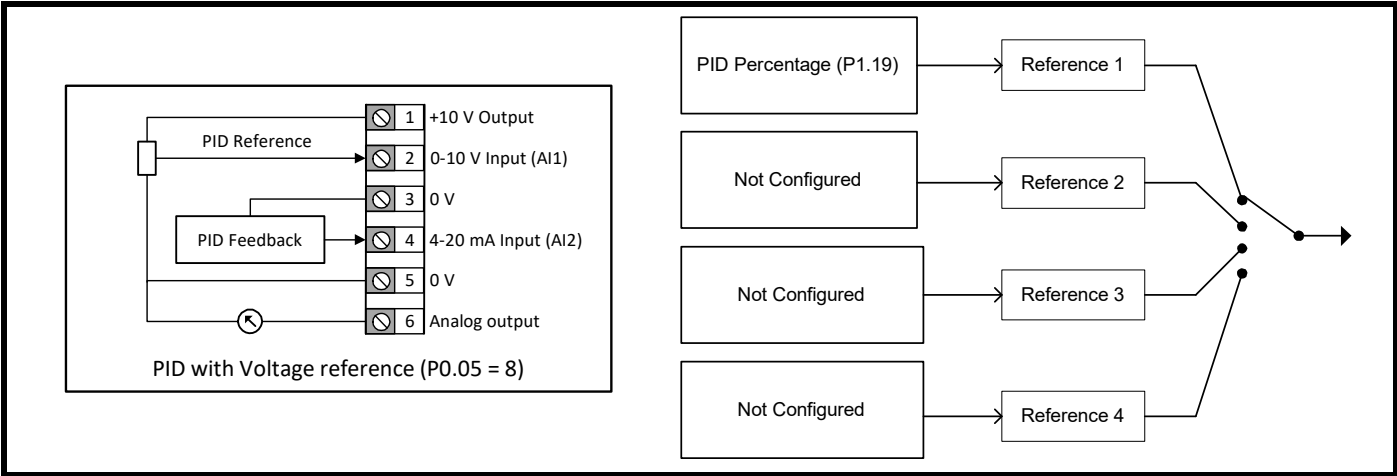 1 +10 V Output
PID Reference
2 0-10 V Input (AI1)
3 0 V
PID Feedback
4 4-20 mA Input (AI2)
5 0 V
6 Analog output
PID with Voltage reference (P0.05 = 8)
PID Percentage (P1.19)
Reference 1
Not Configured
Reference 2
Not Configured
Reference 3
Not Configured
Reference 4